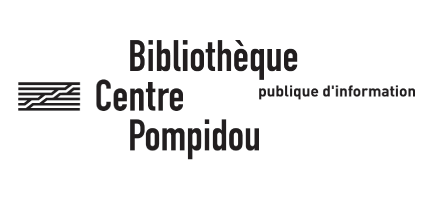 Bibliothèque
Centre publique d'information
Pompidou